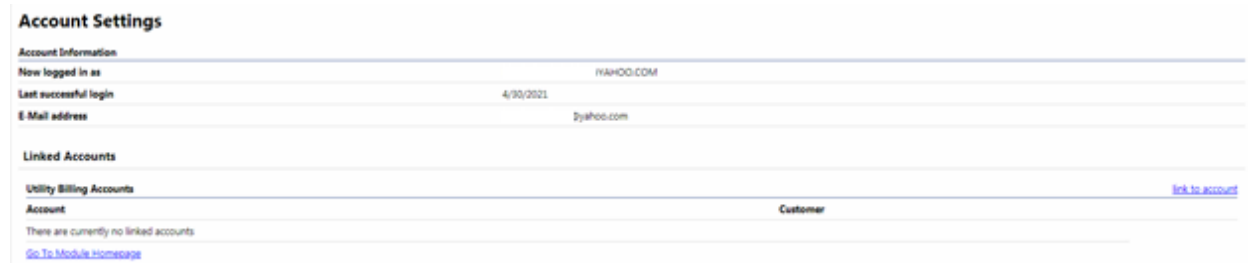 Account Settings
Account Information
Now logged in as YAHOO.COM
Last successful login 4/30/2021
E-Mail address yahoo.com
Linked Accounts
Utility Billing Accounts link to account
Account Customer
There are currently no linked accounts
Go To Module Homepage